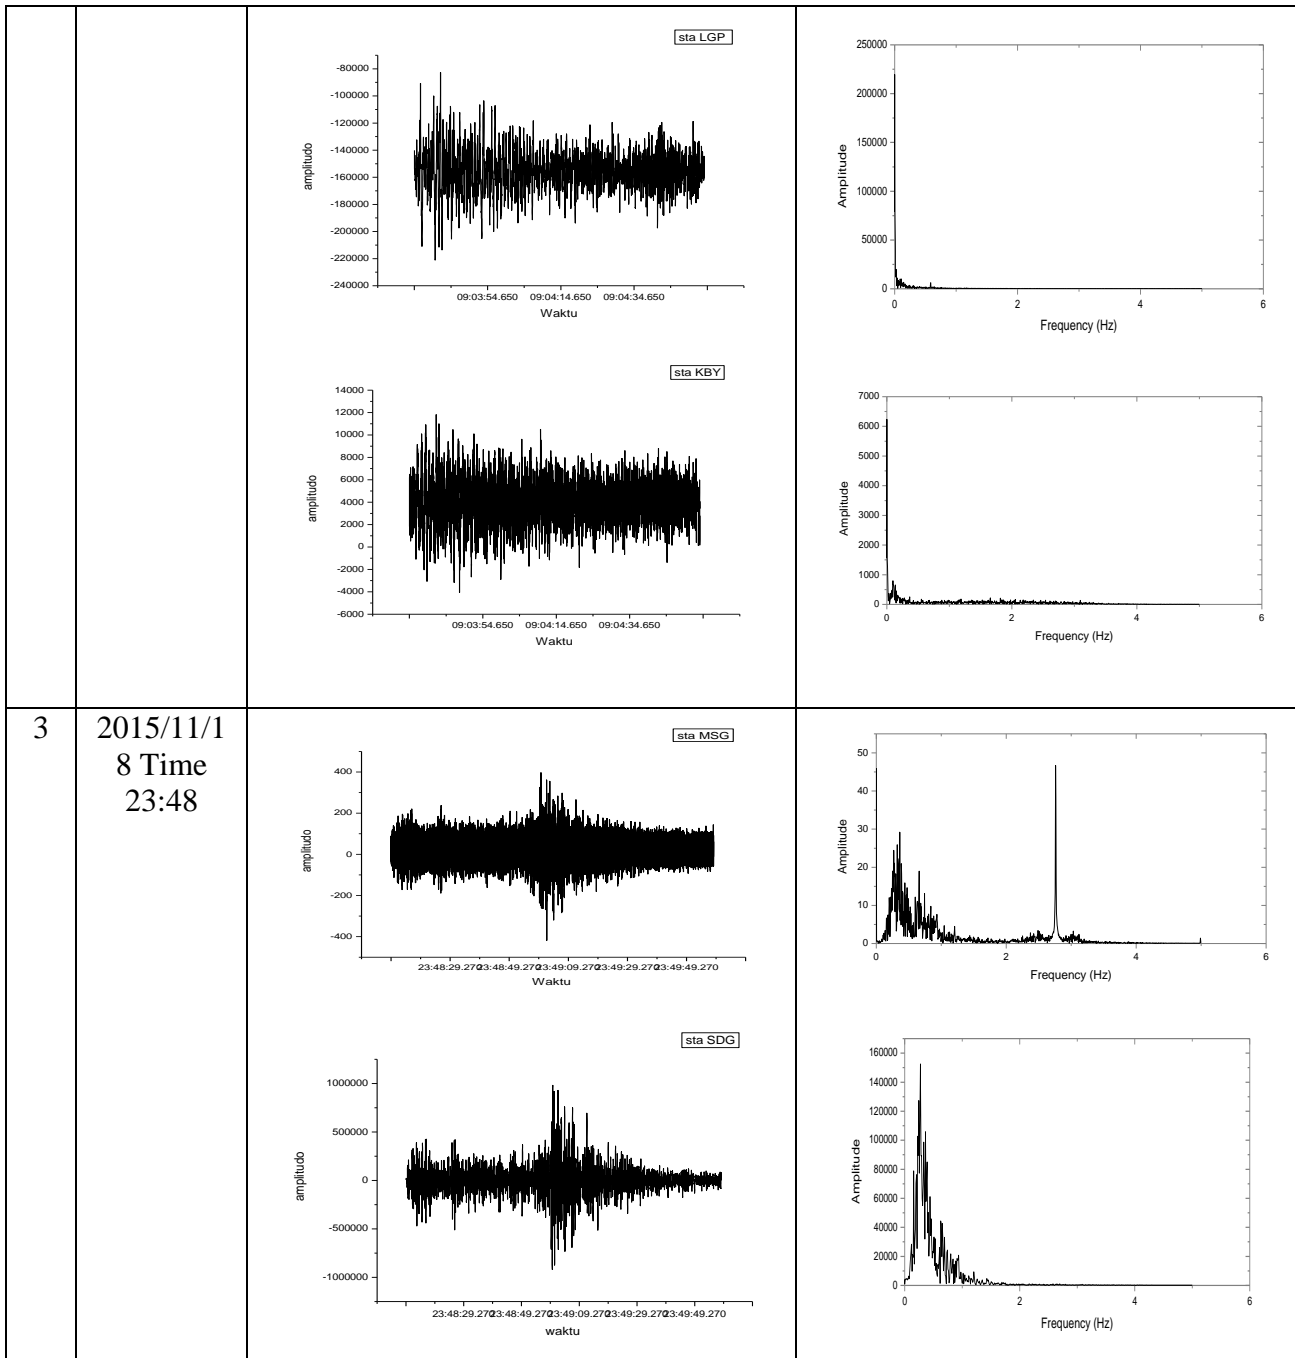 sta LGP
-80000
-100000
-120000
-140000
-160000
-180000
-200000
-220000
-240000
amplitudo
09:03:54.650 09:04:14.650 09:04:34.650
Waktu
250000
200000
150000
100000
50000
0
Amplitude
0 2 4 6
Frequency (Hz)
sta KBY
14000
12000
10000
8000
6000
4000
2000
0
-2000
-4000
-6000
amplitudo
09:03:54.650 09:04:14.650 09:04:34.650
Waktu
7000
6000
5000
4000
3000
2000
1000
0
Amplitude
0 2 4 6
Frequency (Hz)
3
2015/11/1
8 Time
23:48
sta MSG
400
200
0
-200
-400
amplitudo
23:48:29.270 23:48:49.270 23:49:09.270 23:49:29.270 23:49:49.270
Waktu
50
40
30
20
10
0
Amplitude
0 2 4 6
Frequency (Hz)
sta SDG
1000000
500000
0
-500000
-1000000
amplitudo
23:48:29.270 23:48:49.270 23:49:09.270 23:49:29.270 23:49:49.270
waktu
160000
140000
120000
100000
80000
60000
40000
20000
0
Amplitude
0 2 4 6
Frequency (Hz)